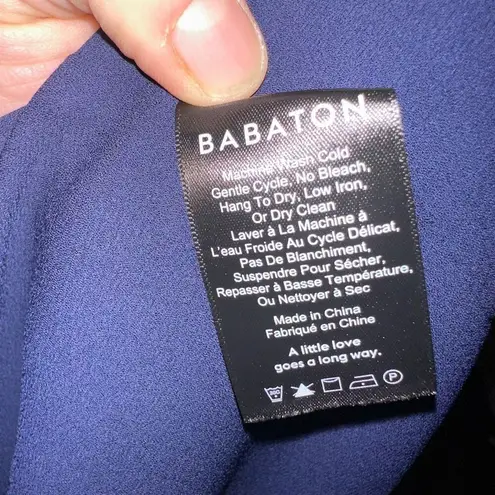 BABATON
Machine Wash Cold
Gentle Cycle, No Bleach,
Hang To Dry, Low Iron,
Or Dry Clean
Laver à La Machine à
L'eau Froide Au Cycle Délicat,
Pas De Blanchiment,
Suspendre Pour Sécher,
Repasser à Basse Température,
Ou Nettoyer à Sec
Made in China
Fabriqué en Chine
A little love
goes a long way.
P